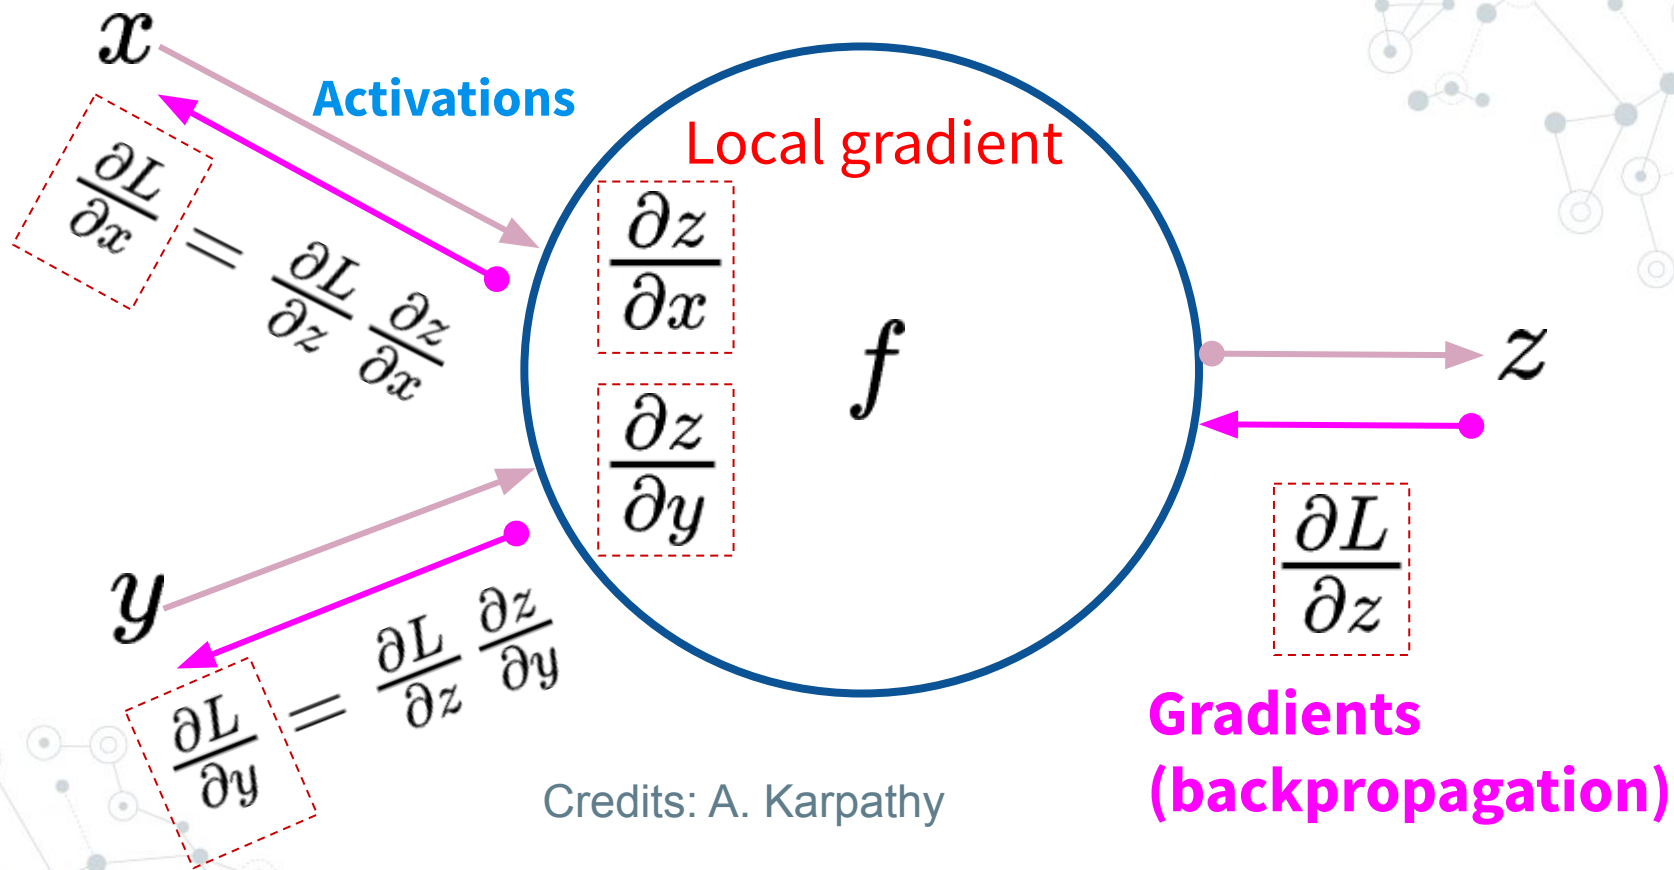 x
Activations
Local gradient
∂L/∂x = ∂L/∂z ∂z/∂x
∂z/∂x
f
z
∂z/∂y
y
∂L/∂z
∂L/∂y = ∂L/∂z ∂z/∂y
Gradients
(backpropagation)
Credits: A. Karpathy